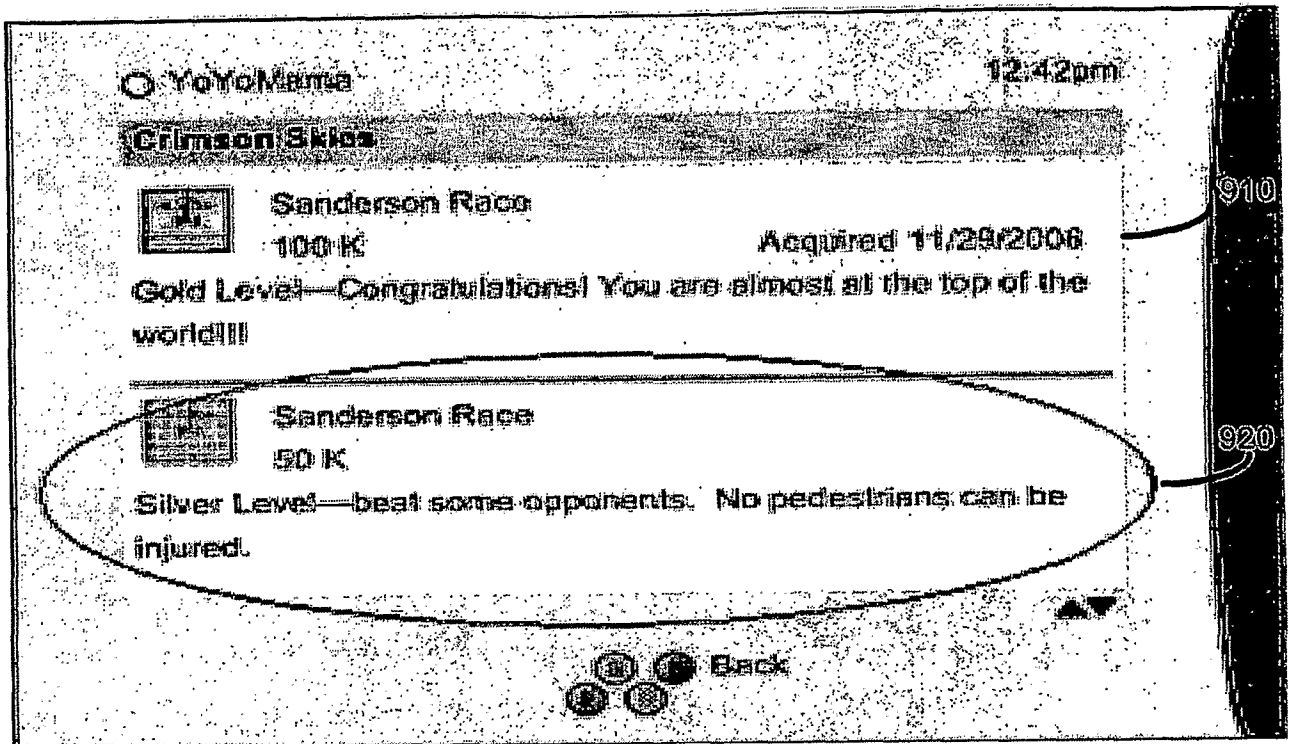 YoYoMama
12:42pm
Crimson Skies
910
Sanderson Race
100 K
Acquired 11/29/2006
Gold Level—Congratulations! You are almost at the top of the
world!!!!
920
Sanderson Race
50 K
Silver Level—beat some opponents. No pedestrians can be
injured.
Back